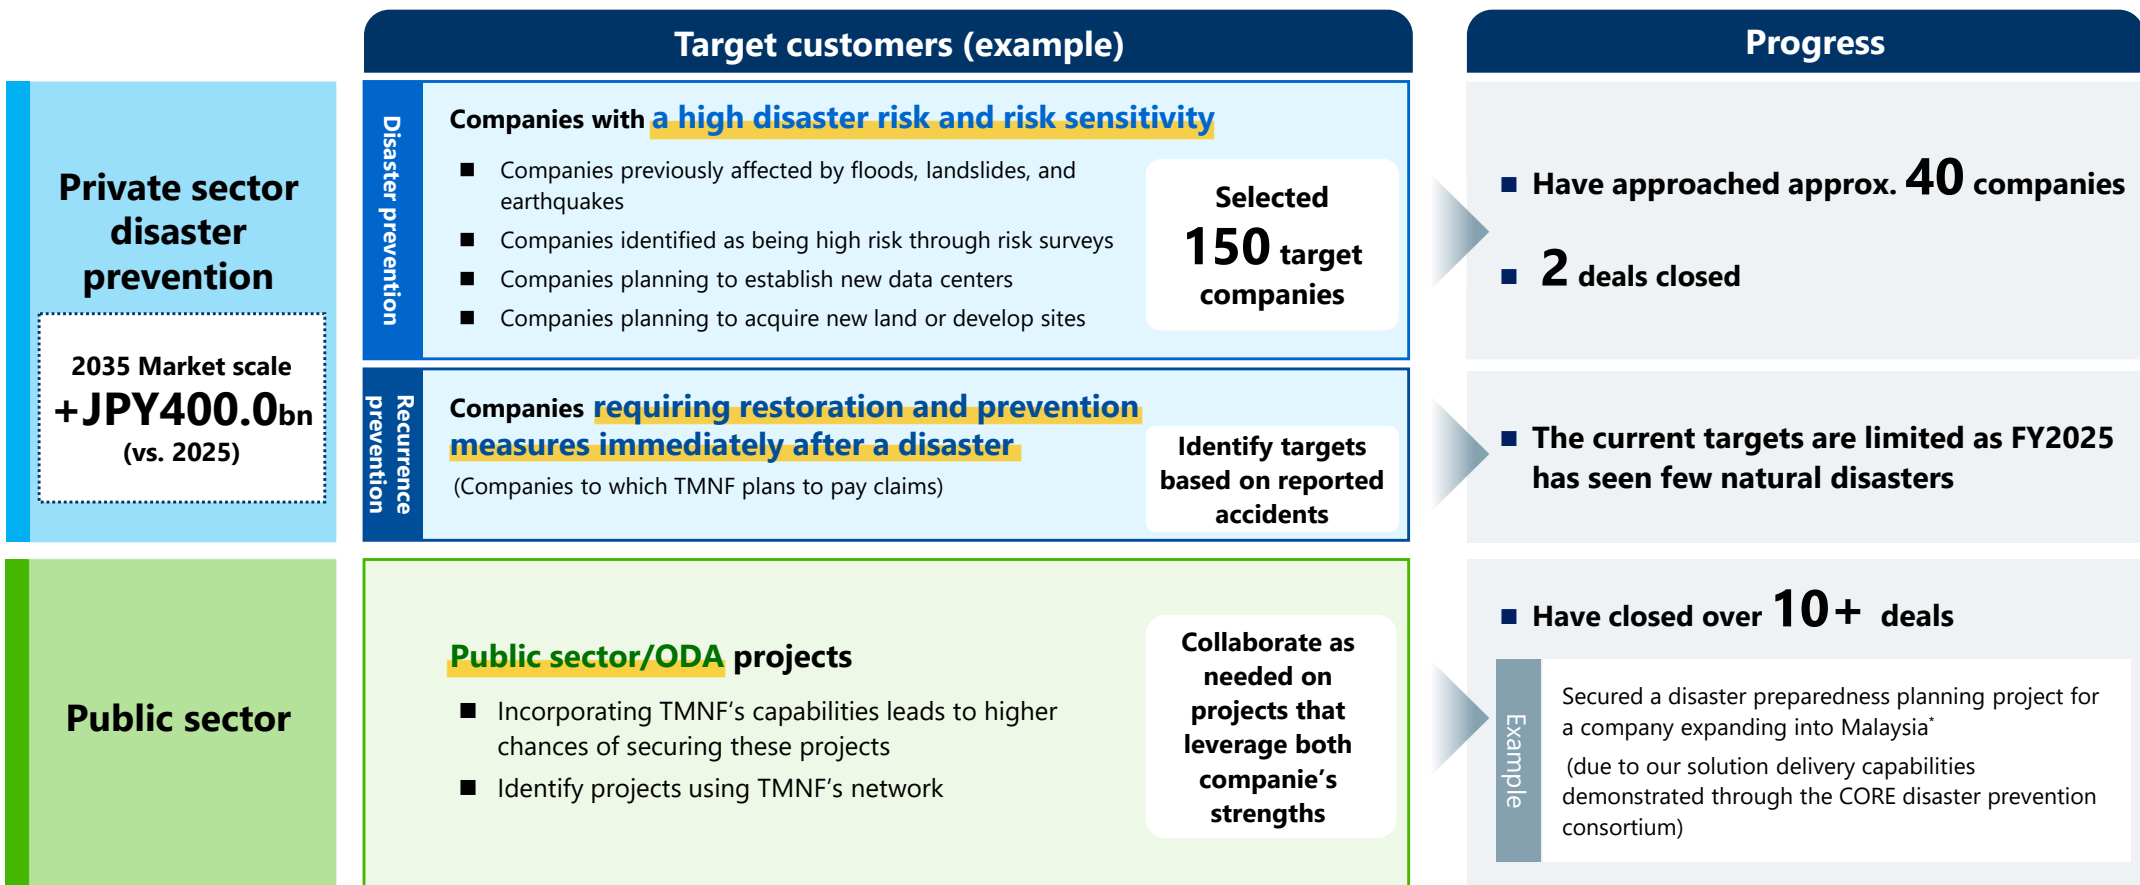 Target customers (example)
Progress
Private sector
disaster
prevention
2035 Market scale
+JPY400.0bn
(vs. 2025)
Disaster prevention
Companies with a high disaster risk and risk sensitivity
■ Companies previously affected by floods, landslides, and
earthquakes
■ Companies identified as being high risk through risk surveys
■ Companies planning to establish new data centers
■ Companies planning to acquire new land or develop sites
Selected
150 target
companies
■ Have approached approx. 40 companies
■ 2 deals closed
Recurrence
prevention
Companies requiring restoration and prevention
measures immediately after a disaster
(Companies to which TMNF plans to pay claims)
Identify targets
based on reported
accidents
■ The current targets are limited as FY2025
has seen few natural disasters
Public sector
Public sector/ODA projects
■ Incorporating TMNF‘s capabilities leads to higher
chances of securing these projects
■ Identify projects using TMNF’s network
Collaborate as
needed on
projects that
leverage both
companie’s
strengths
■ Have closed over 10+ deals
Example
Secured a disaster preparedness planning project for
a company expanding into Malaysia*
(due to our solution delivery capabilities
demonstrated through the CORE disaster prevention
consortium)